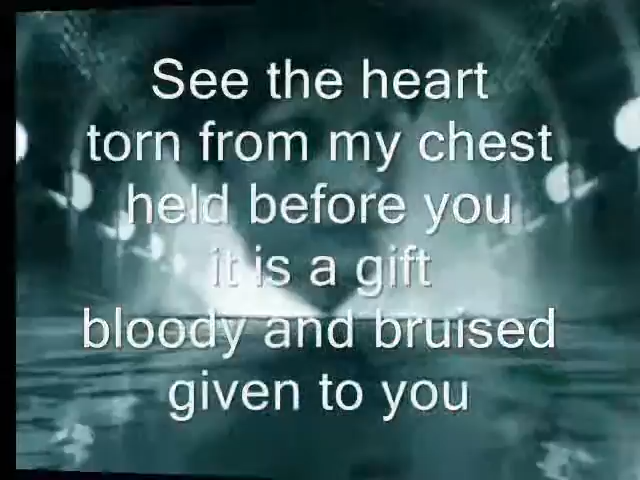 See the heart
torn from my chest
held before you
it is a gift
bloody and bruised
given to you